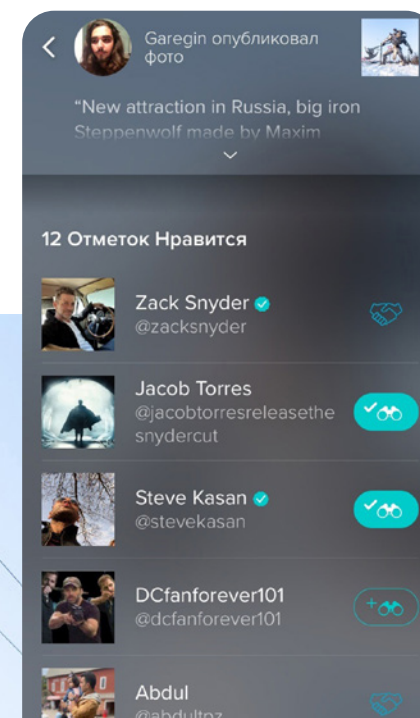 Garegin опубликовал
фото
“New attraction in Russia, big iron
Steppenwolf made by Maxim
12 Отметок Нравится
Zack Snyder
@zacksnyder
Jacob Torres
@jacobtorresreleasethe
snydercut
Steve Kasan
@stevekasan
DCfanforever101
@dcfanforever101
Abdul
@abdultpz